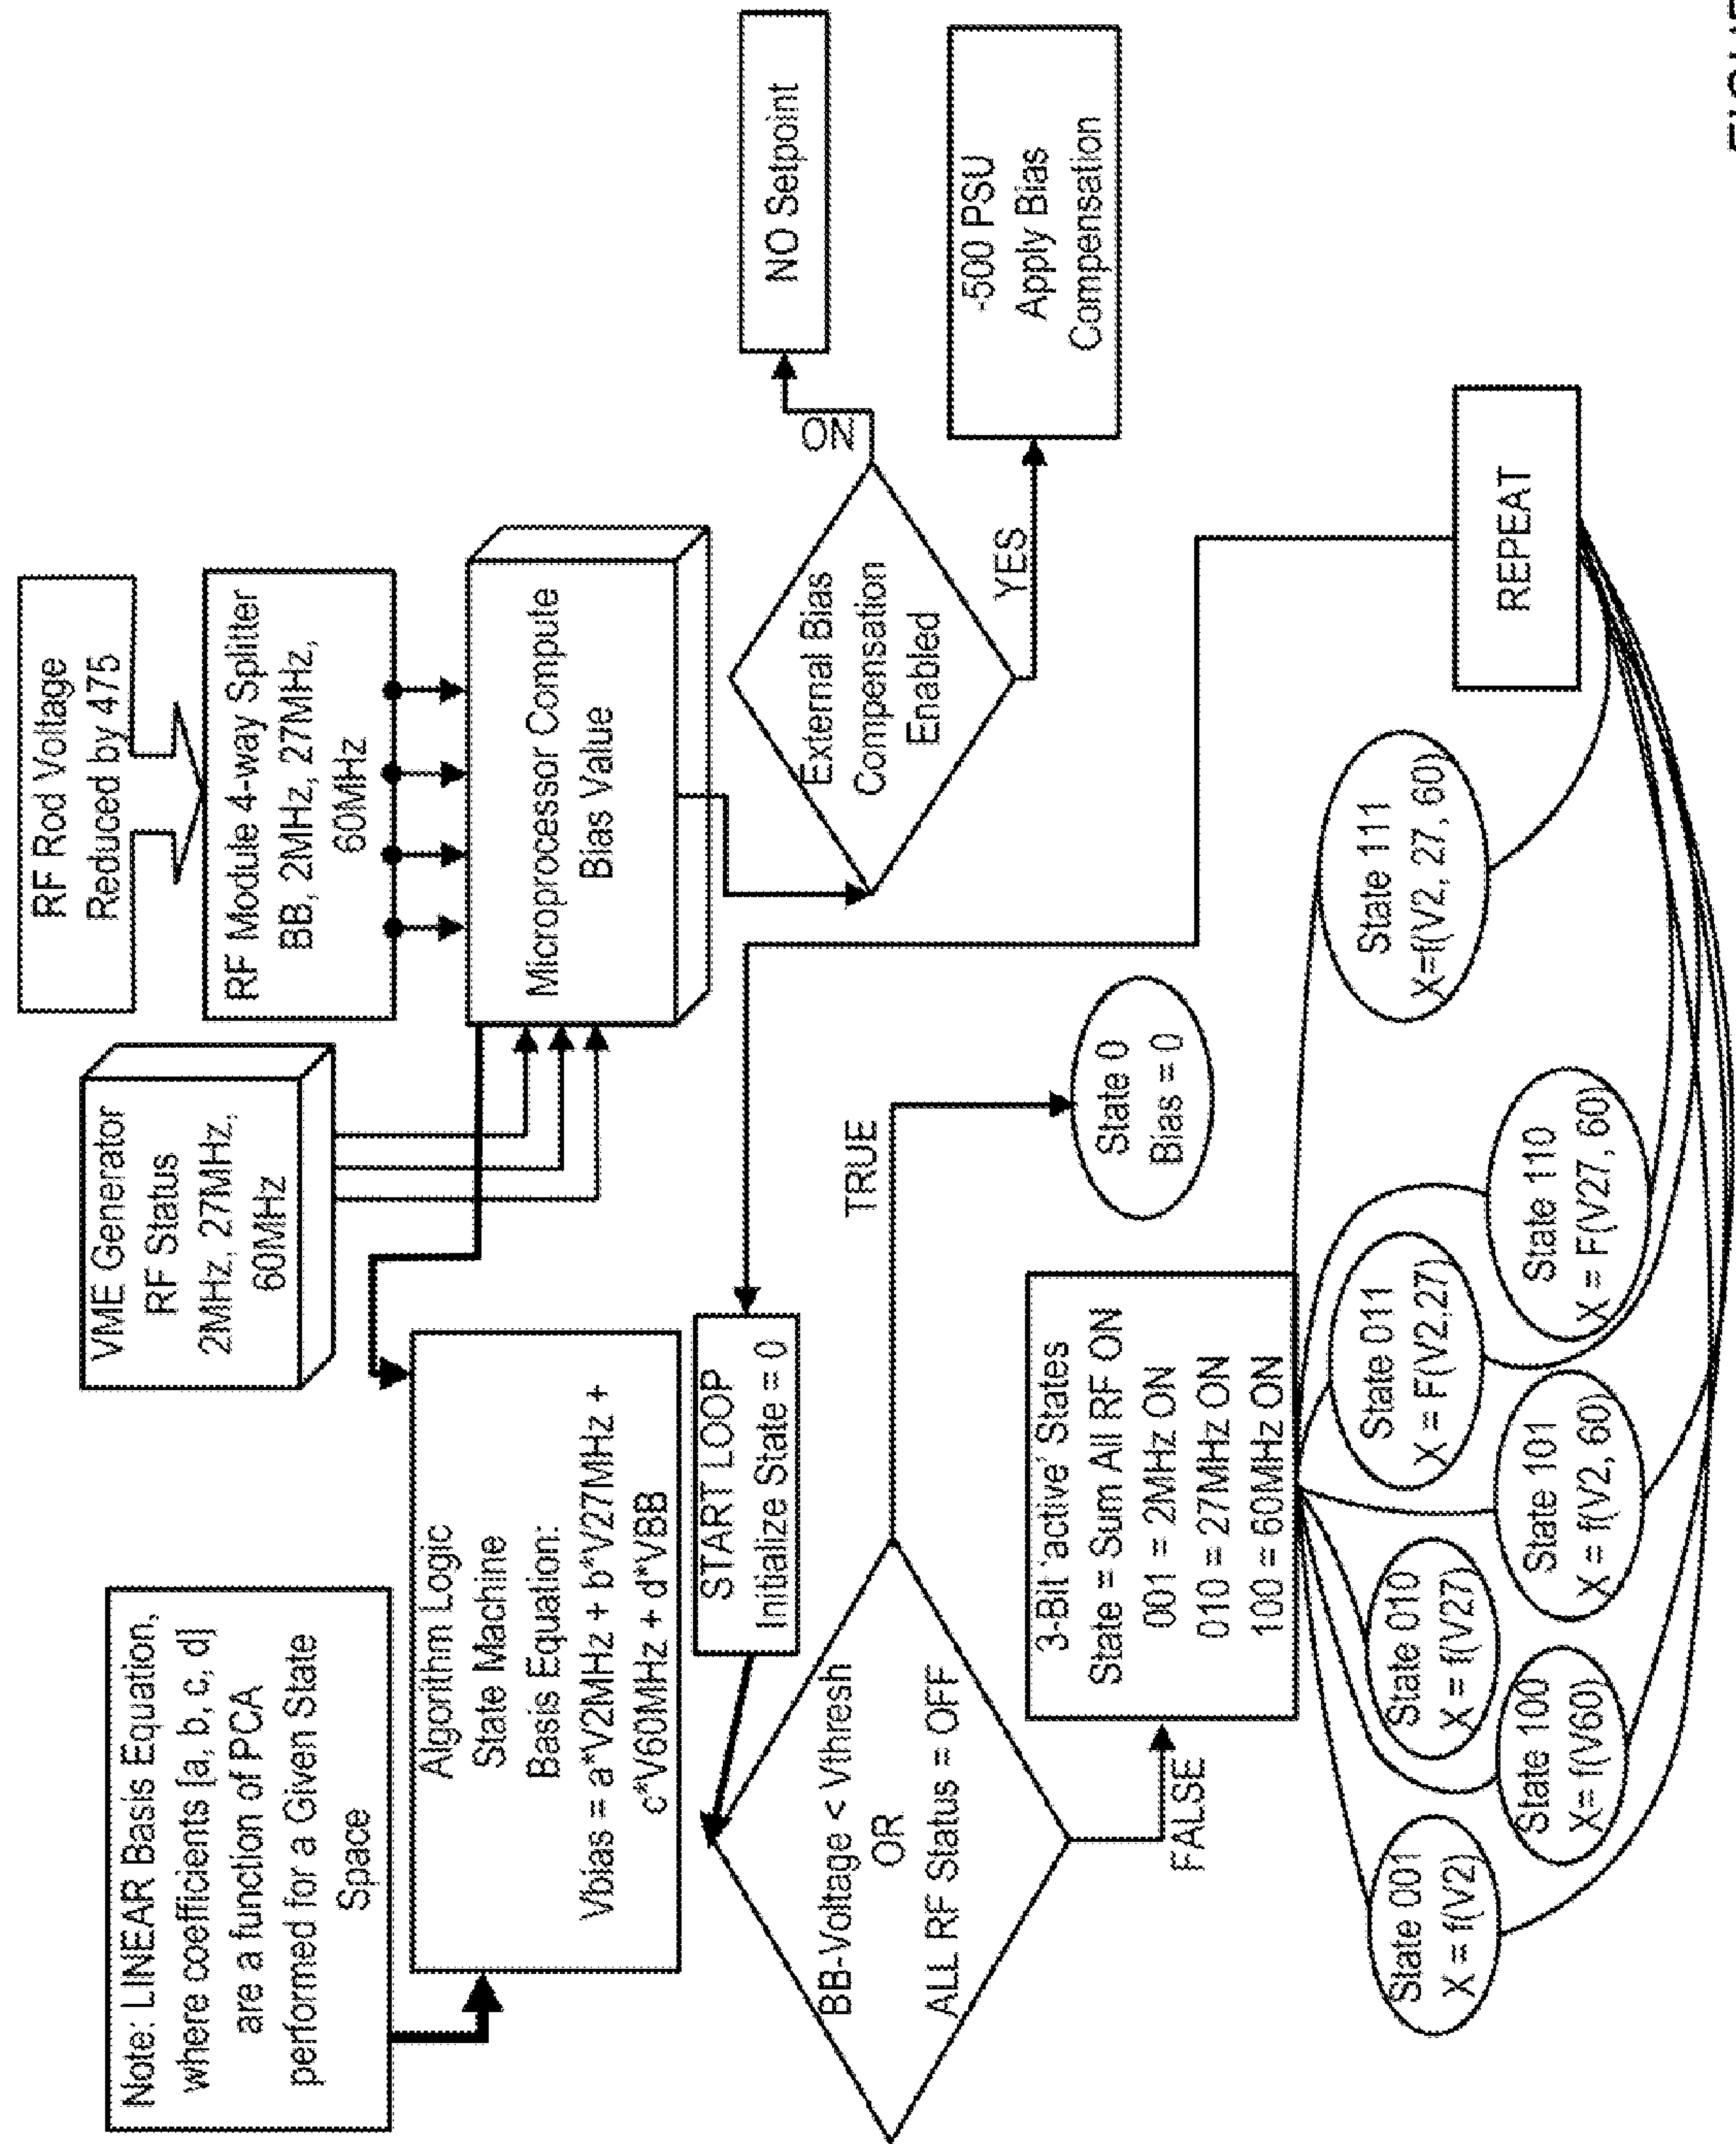 Note: LINEAR Basis Equation,
where coefficients [a, b, c, d]
are a function of PCA
performed for a Given State
Space
VME Generator
RF Status
2MHz, 27MHz,
60MHz
RF Rod Voltage
Reduced by 475
RF Module 4-way Splitter
BB, 2MHz, 27MHz,
60MHz
Algorithm Logic
State Machine
Basis Equation:
Vbias = a*V2MHz + b*V27MHz +
c*V60MHz + d*VBB
Microprocessor Compute
Bias Value
START LOOP
Initialize State = 0
External Bias
Compensation
Enabled
ON
NO Setpoint
YES
-500 PSU
Apply Bias
Compensation
BB-Voltage < Vthresh
OR
ALL RF Status = OFF
TRUE
State 0
Bias = 0
FALSE
3-Bit 'active' States
State = Sum All RF ON
001 = 2MHz ON
010 = 27MHz ON
100 = 60MHz ON
State 001
X = f(V2)
State 100
X= f(V60)
State 010
X = f(V27)
State 101
X = f(V2, 60)
State 011
X = F(V2,27)
State 110
X = F(V27, 60)
State 111
X=f(V2, 27, 60)
REPEAT